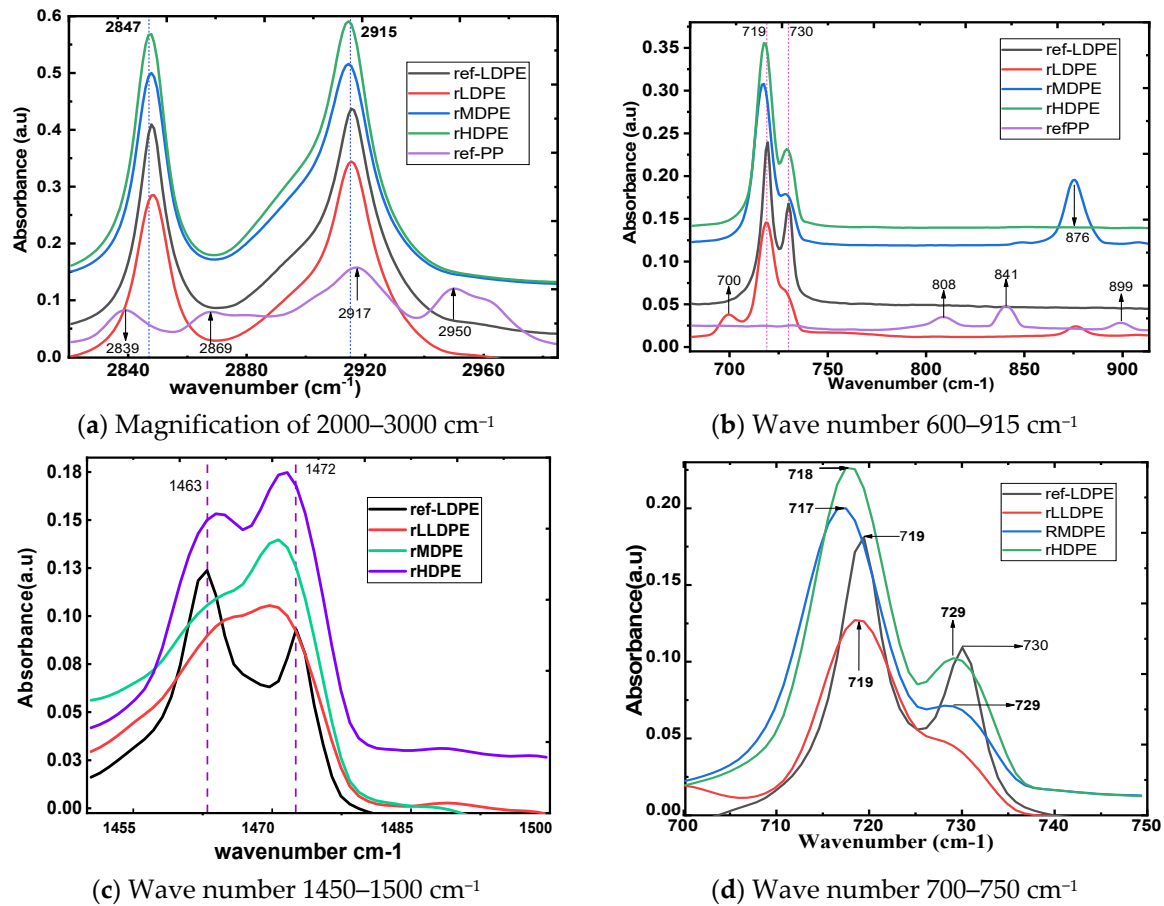 0.6
0.5
0.4
0.3
0.2
0.1
0.0
Absorbance (a.u)
2847
2915
ref-LDPE
rLDPE
rMDPE
rHDPE
ref-PP
2839
2869
2917
2950
2840
2880
2920
2960
wavenumber (cm-1)
(a) Magnification of 2000–3000 cm−1
0.35
0.30
0.25
0.20
0.15
0.10
0.05
0.00
Absorbance (a.u)
719
730
ref-LDPE
rLDPE
rMDPE
rHDPE
refPP
700
808
841
876
899
700
750
800
850
900
Wavenumber (cm-1)
(b) Wave number 600–915 cm−1
0.18
0.15
0.13
0.10
0.08
0.05
0.03
0.00
Absorbance(a.u)
1463
1472
ref-LDPE
rLLDPE
rMDPE
rHDPE
1455
1470
1485
1500
wavenumber cm-1
(c) Wave number 1450–1500 cm−1
0.20
0.15
0.10
0.05
0.00
Absorbance(a.u)
718
717
719
719
729
730
729
ref-LDPE
rLLDPE
RMDPE
rHDPE
700
710
720
730
740
750
Wavenumber (cm-1)
(d) Wave number 700–750 cm−1